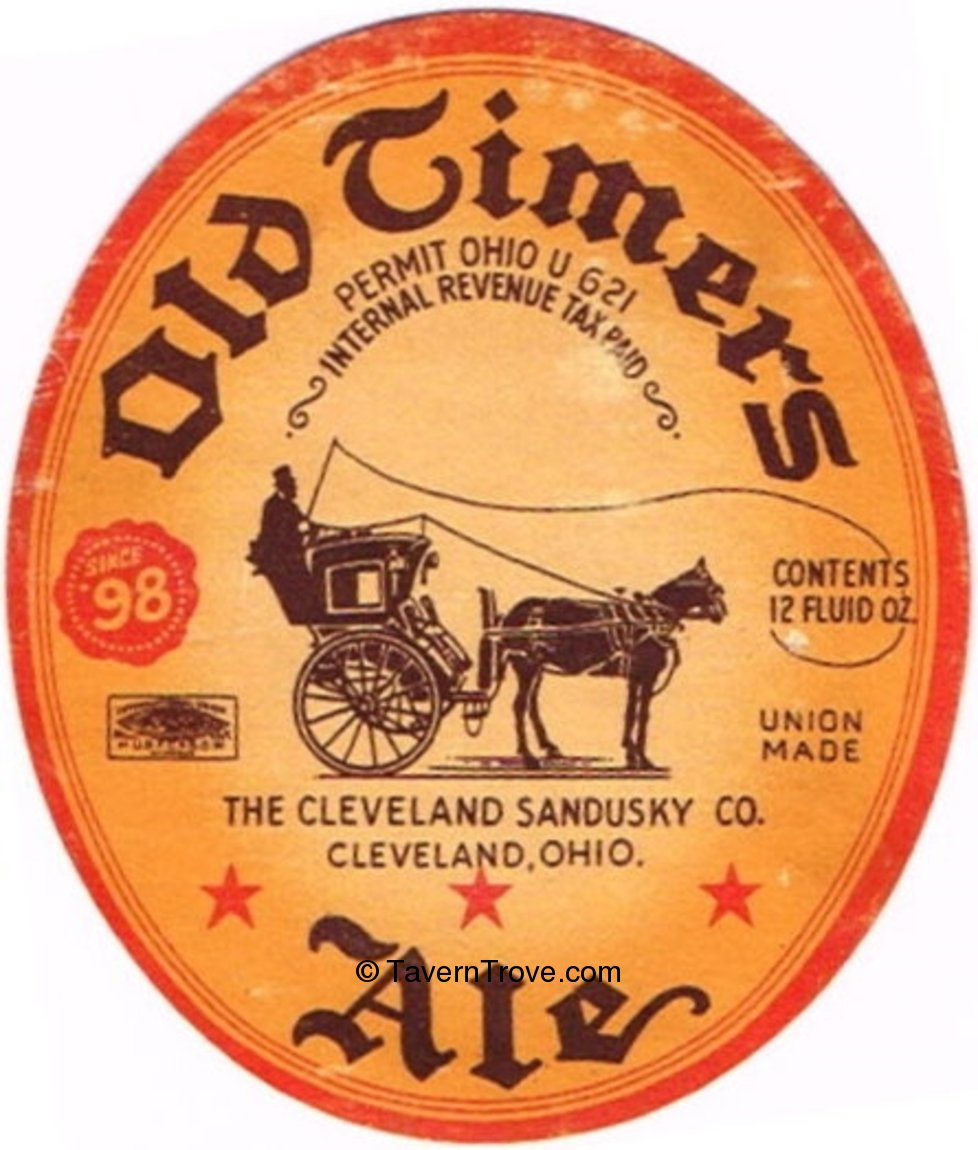 Old Timers
PERMIT OHIO U 621
INTERNAL REVENUE TAX PAID
SINCE
98
CONTENTS
12 FLUID OZ.
UNION
MADE
THE CLEVELAND SANDUSKY CO.
CLEVELAND, OHIO.
Ale
© TavernTrove.com